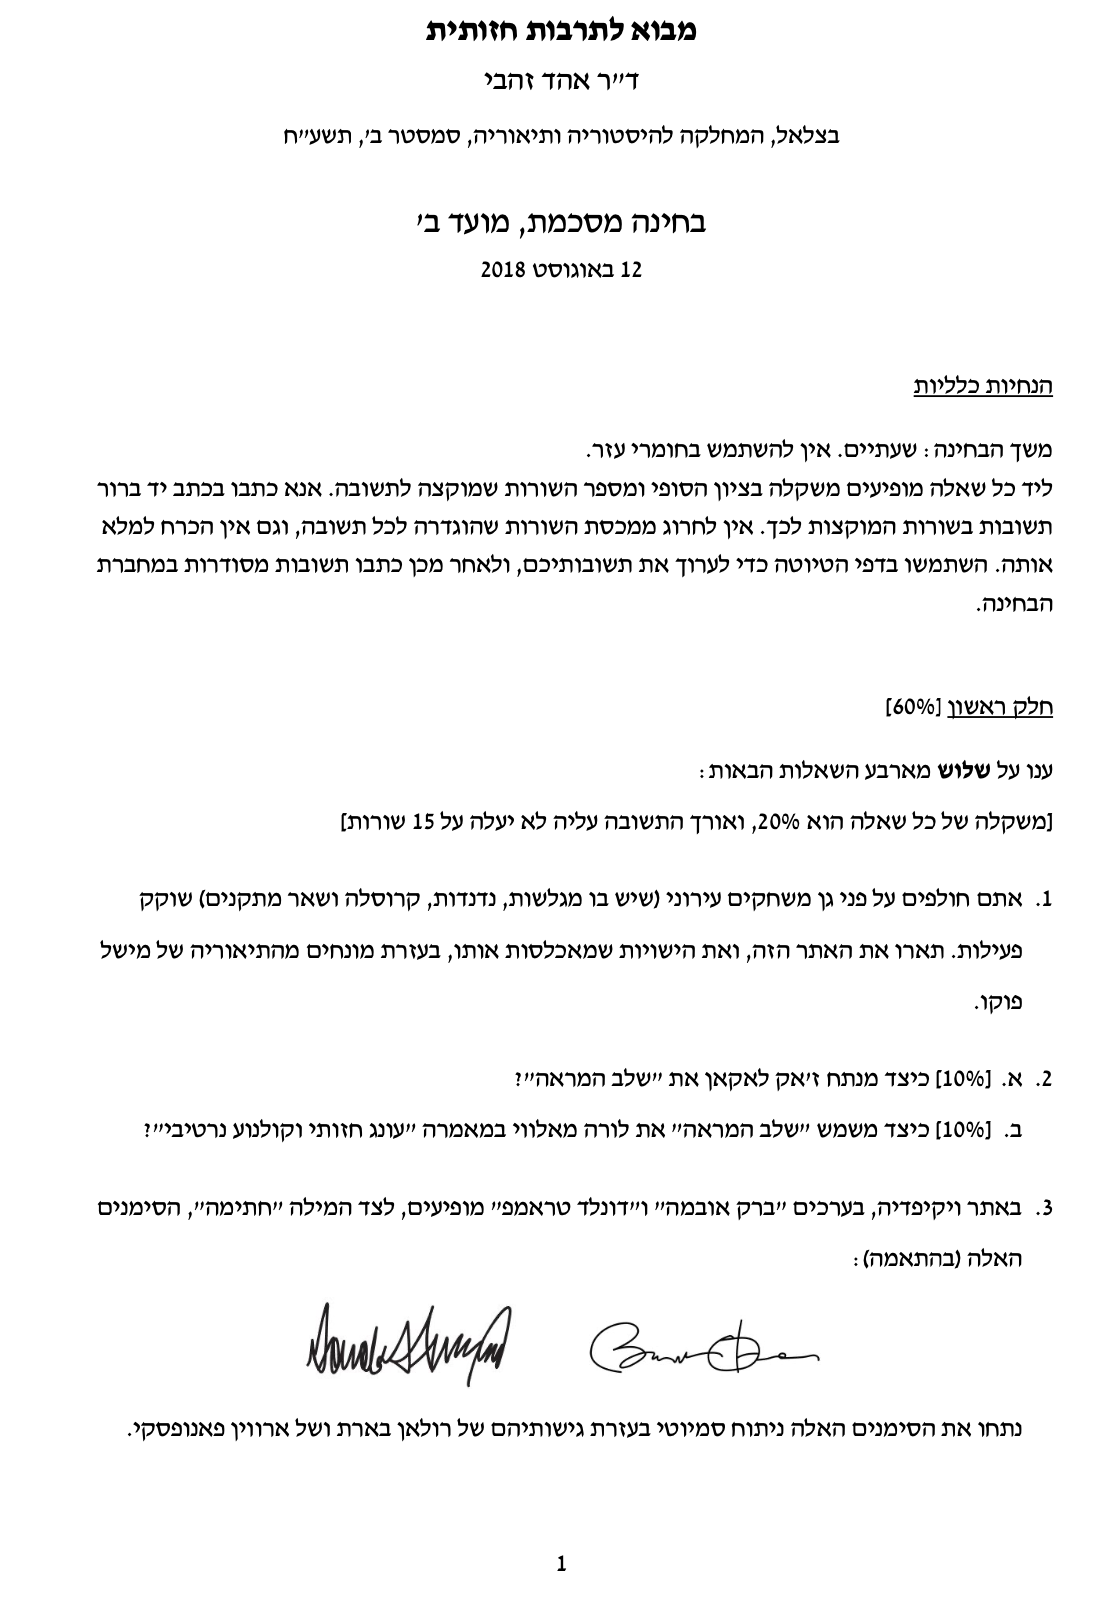 מבוא לתרבות חזותית
ד״ר אהד זהבי
בצלאל, המחלקה להיסטוריה ותיאוריה, סמסטר ב׳, תשע״ח
בחינה מסכמת, מועד ב׳
12 באוגוסט 2018
הנחיות כלליות
משך הבחינה: שעתיים. אין להשתמש בחומרי עזר.
ליד כל שאלה מופיעים משקלה בציון הסופי ומספר השורות שמוקצה לתשובה. אנא כתבו בכתב יד ברור
תשובות בשורות המוקצות לכך. אין לחרוג ממכסת השורות שהוגדרה לכל תשובה, וגם אין הכרח למלא
אותה. השתמשו בדפי הטיוטה כדי לערוך את תשובותיכם, ולאחר מכן כתבו תשובות מסודרות במחברת
הבחינה.
חלק ראשון [60%]
ענו על שלוש מארבע השאלות הבאות:
[משקלה של כל שאלה הוא 20%, ואורך התשובה עליה לא יעלה על 15 שורות]
1. אתם חולפים על פני גן משחקים עירוני (שיש בו מגלשות, נדנדות, קרוסלה ושאר מתקנים) שוקק
פעילות. תארו את האתר הזה, ואת הישויות שמאכלסות אותו, בעזרת מונחים מהתיאוריה של מישל
פוקו.
2. א. [10%] כיצד מנתח ז׳אק לאקאן את ״שלב המראה״?
ב. [10%] כיצד משמש ״שלב המראה״ את לורה מאלווי במאמרה ״עונג חזותי וקולנוע נרטיבי״?
3. באתר ויקיפדיה, בערכים ״ברק אובמה״ ו״דונלד טראמפ״ מופיעים, לצד המילה ״חתימה״, הסימנים
האלה (בהתאמה):
נתחו את הסימנים האלה ניתוח סמיוטי בעזרת גישותיהם של רולאן בארת ושל ארווין פאנופסקי.
1